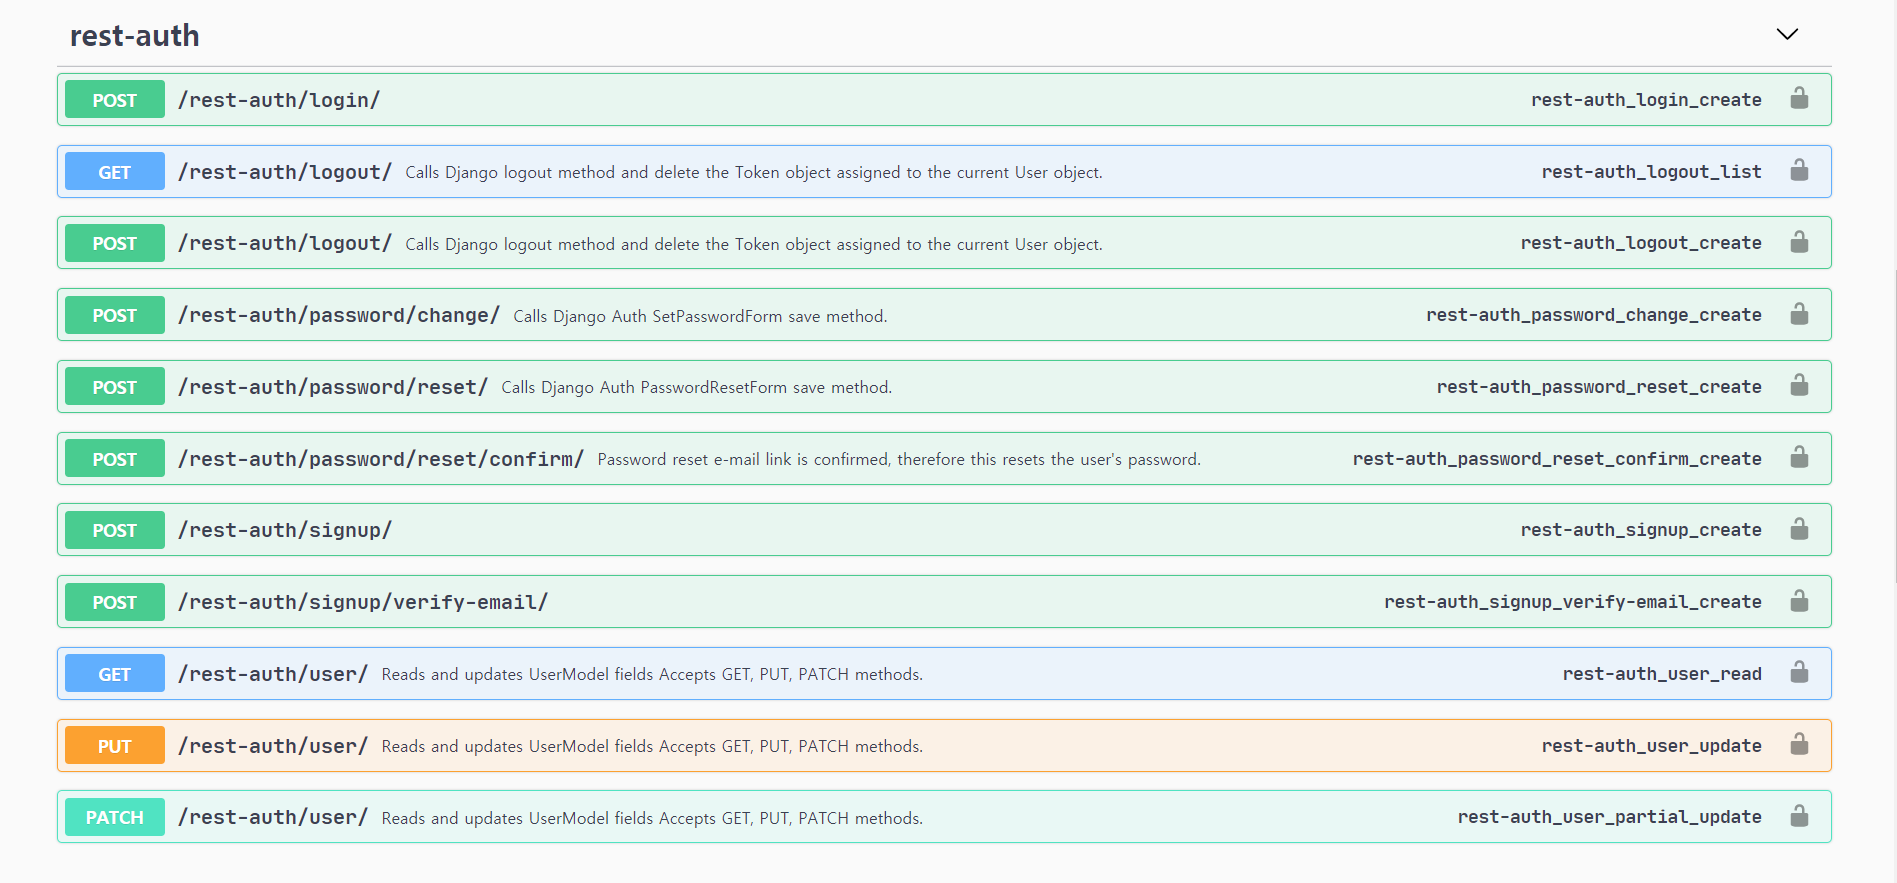 rest-auth
POST /rest-auth/login/ rest-auth_login_create
GET /rest-auth/logout/ Calls Django logout method and delete the Token object assigned to the current User object. rest-auth_logout_list
POST /rest-auth/logout/ Calls Django logout method and delete the Token object assigned to the current User object. rest-auth_logout_create
POST /rest-auth/password/change/ Calls Django Auth SetPasswordForm save method. rest-auth_password_change_create
POST /rest-auth/password/reset/ Calls Django Auth PasswordResetForm save method. rest-auth_password_reset_create
POST /rest-auth/password/reset/confirm/ Password reset e-mail link is confirmed, therefore this resets the user's password. rest-auth_password_reset_confirm_create
POST /rest-auth/signup/ rest-auth_signup_create
POST /rest-auth/signup/verify-email/ rest-auth_signup_verify-email_create
GET /rest-auth/user/ Reads and updates UserModel fields Accepts GET, PUT, PATCH methods. rest-auth_user_read
PUT /rest-auth/user/ Reads and updates UserModel fields Accepts GET, PUT, PATCH methods. rest-auth_user_update
PATCH /rest-auth/user/ Reads and updates UserModel fields Accepts GET, PUT, PATCH methods. rest-auth_user_partial_update